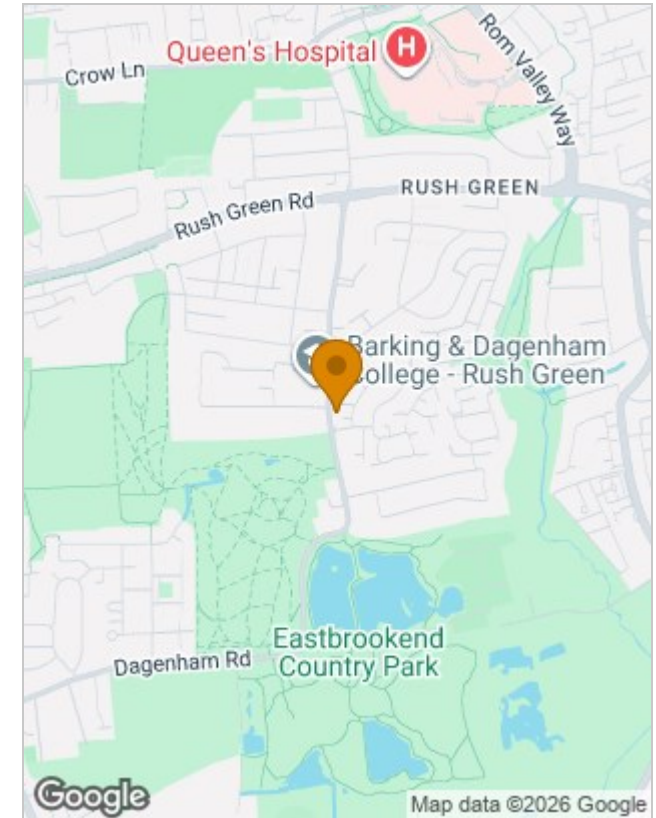 Queen's Hospital
H
Rom Valley Way
Crow Ln
RUSH GREEN
Rush Green Rd
Barking & Dagenham
College - Rush Green
Eastbrookend
Country Park
Dagenham Rd
Google
Map data ©2026 Google